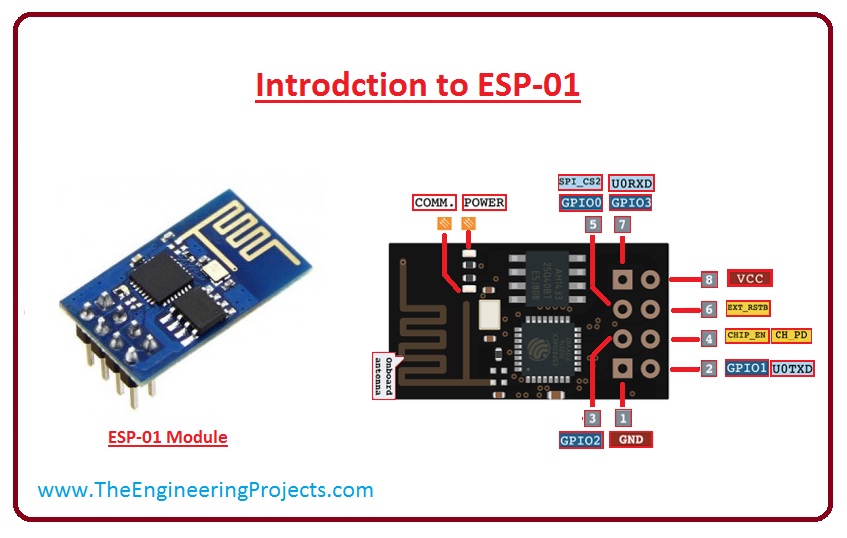 Introdction to ESP-01
SPI_CS2 U0RXD
COMM. POWER GPIO0 GPIO3
5 7
8 VCC
6 EXT_RSTB
4 CHIP_EN CH_PD
2 GPIO1 U0TXD
Onboard
antenna
3 1
GPIO2 GND
ESP-01 Module
www.TheEngineeringProjects.com